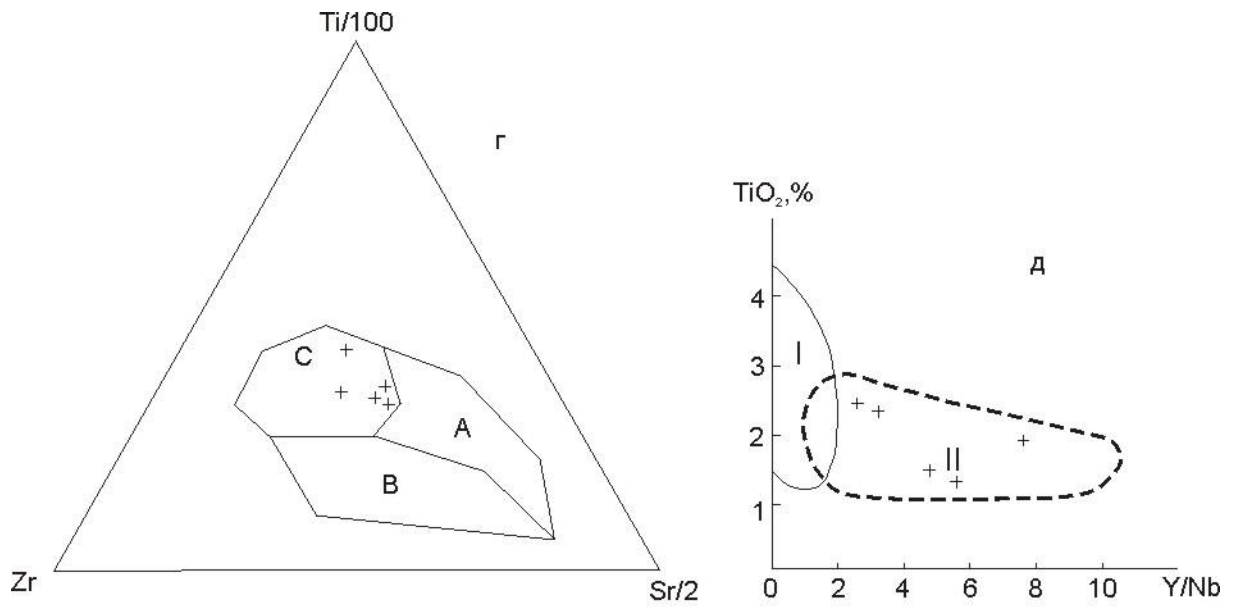 Ti/100
г
C
A
B
Zr
Sr/2
TiO₂,%
д
4
3
2
1
I
II
0 2 4 6 8 10 Y/Nb